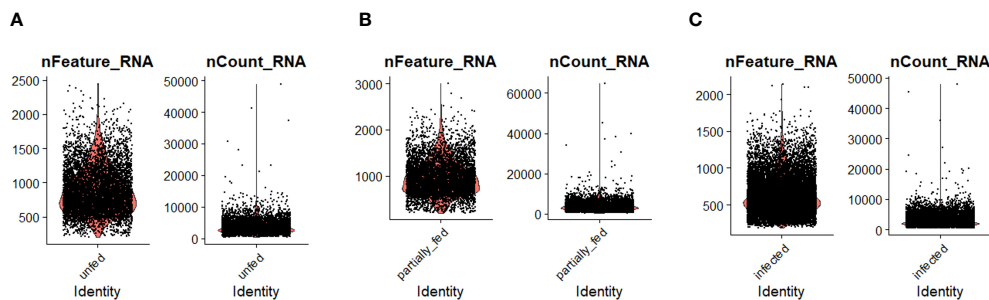 A
nFeature_RNA
2500
2000
1500
1000
500
unfed
Identity
nCount_RNA
50000
40000
30000
20000
10000
0
unfed
Identity
B
nFeature_RNA
3000
2000
1000
partially_fed
Identity
nCount_RNA
60000
40000
20000
0
partially_fed
Identity
C
nFeature_RNA
2000
1500
1000
500
infected
Identity
nCount_RNA
50000
40000
30000
20000
10000
0
infected
Identity